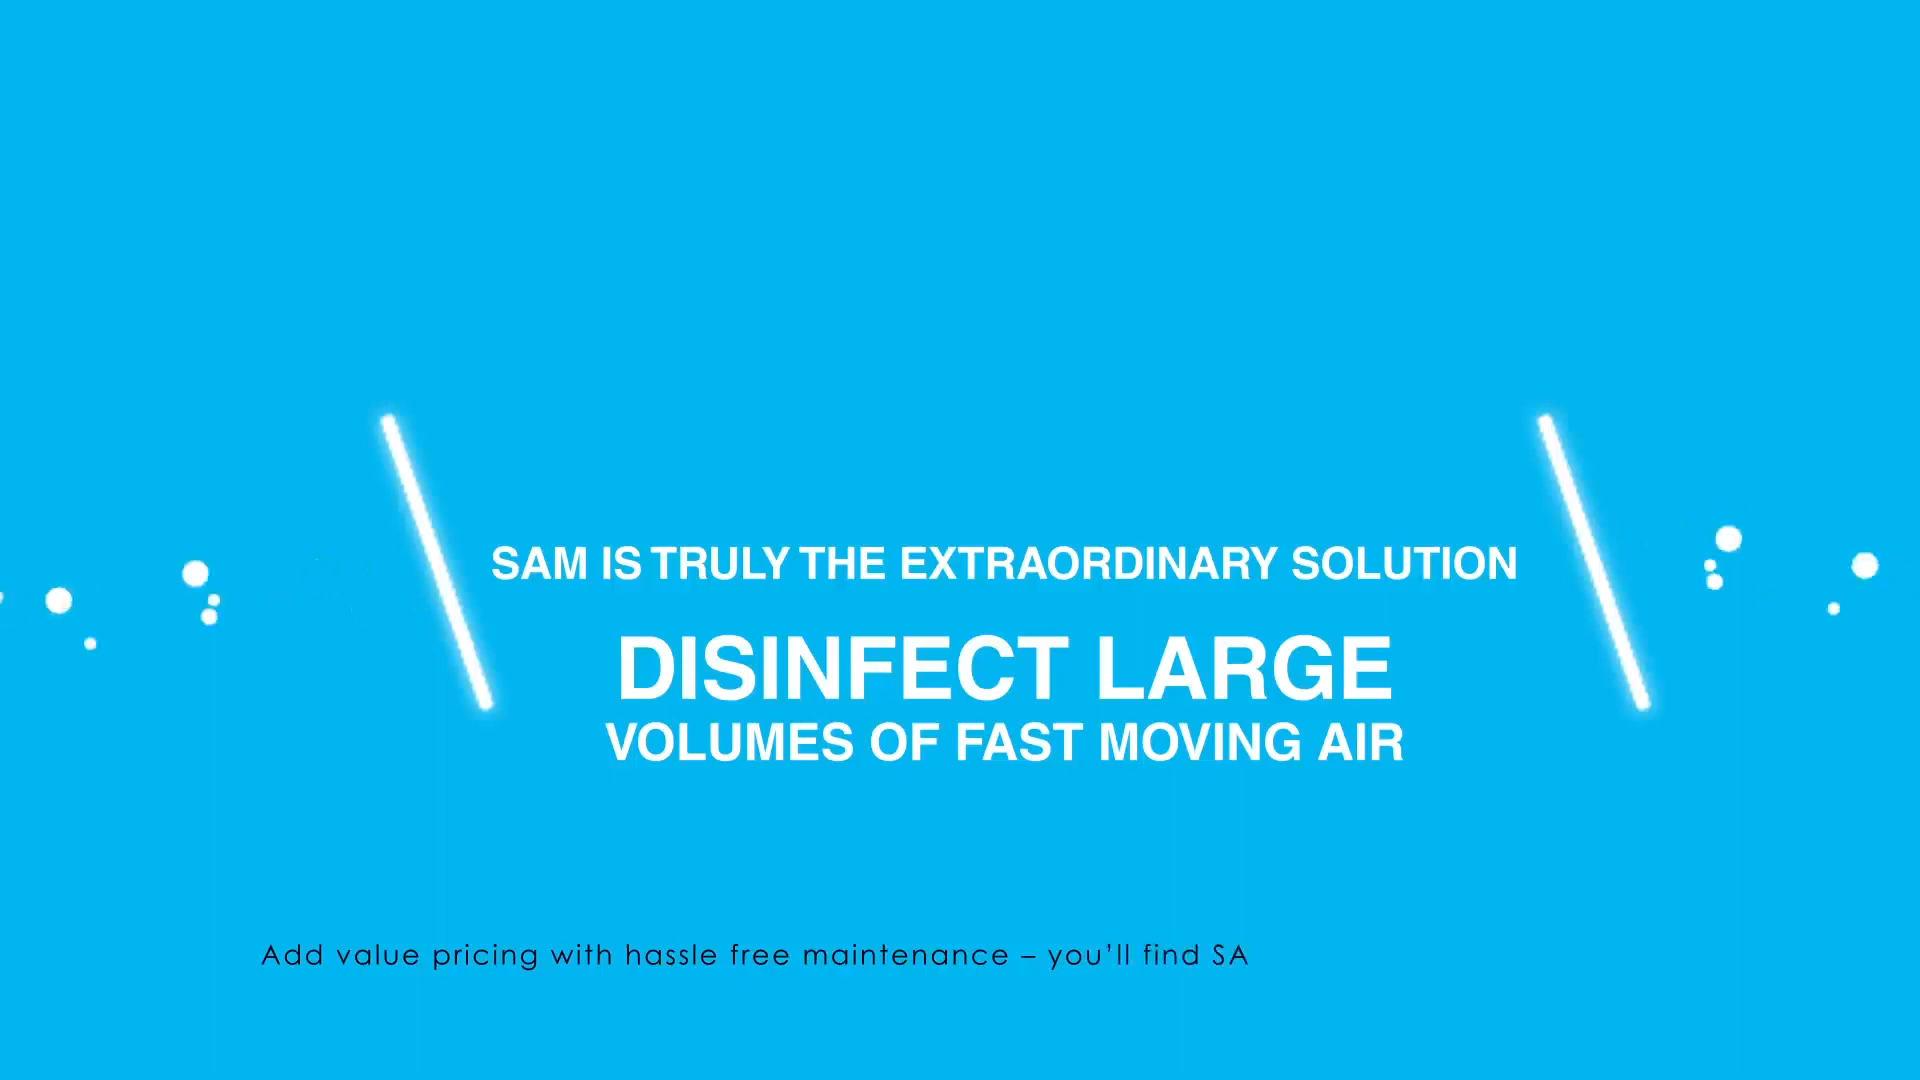 SAM IS TRULY THE EXTRAORDINARY SOLUTION
DISINFECT LARGE
VOLUMES OF FAST MOVING AIR
Add value pricing with hassle free maintenance – you’ll find SA